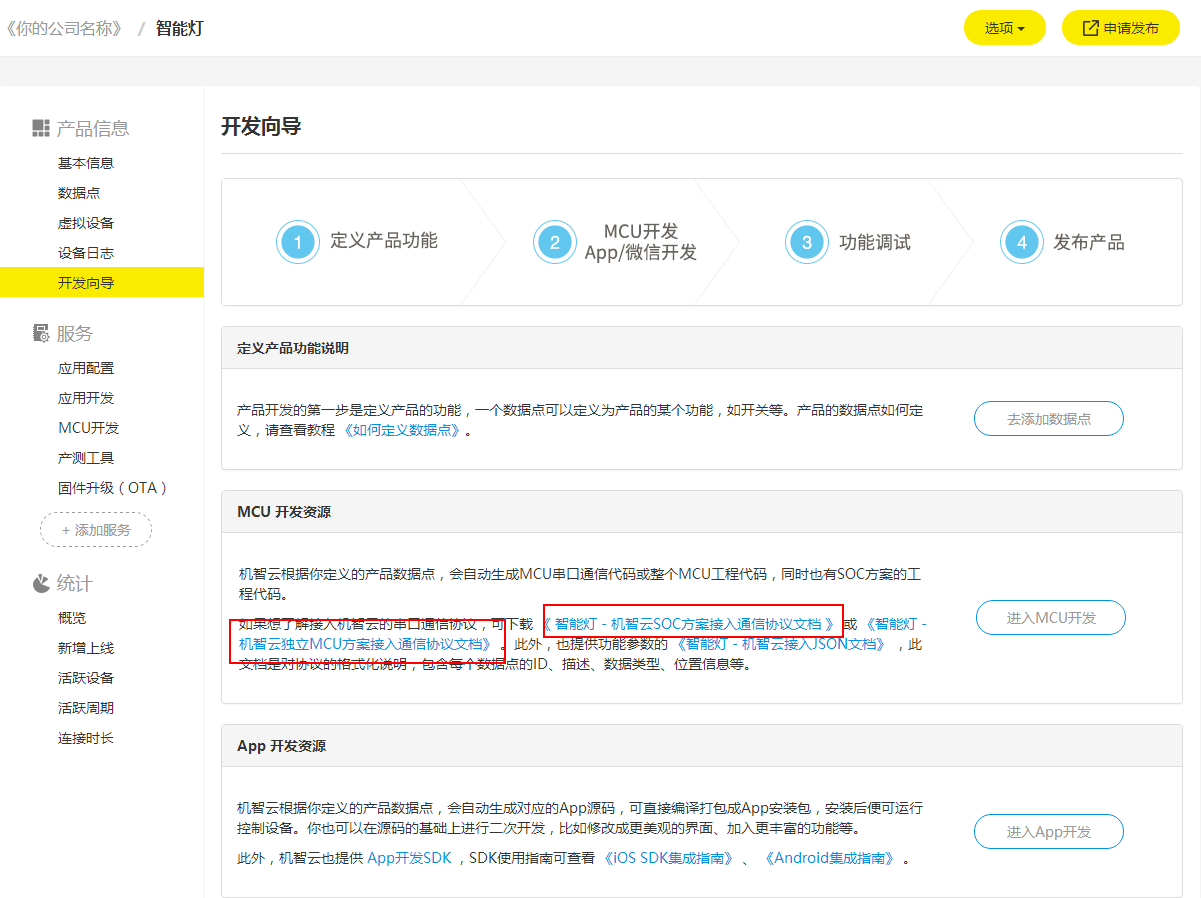 《你的公司名称》 / 智能灯
选项
申请发布
产品信息
基本信息
数据点
虚拟设备
设备日志
开发向导
服务
应用配置
应用开发
MCU开发
产测工具
固件升级（OTA）
+ 添加服务
统计
概览
新增上线
活跃设备
活跃周期
连接时长
开发向导
1 定义产品功能
2 MCU开发
App/微信开发
3 功能调试
4 发布产品
定义产品功能说明
产品开发的第一步是定义产品的功能，一个数据点可以定义为产品的某个功能，如开关等。产品的数据点如何定
义，请查看教程《如何定义数据点》。
去添加数据点
MCU 开发资源
机智云根据你定义的产品数据点，会自动生成MCU串口通信代码或整个MCU工程代码，同时也有SOC方案的工
程代码。
如果想了解接入机智云的串口通信协议，可下载《 智能灯 - 机智云SOC方案接入通信协议文档 》或《智能灯 -
机智云独立MCU方案接入通信协议文档》。此外，也提供功能参数的《智能灯 - 机智云接入JSON文档》，此
文档是对协议的格式化说明，包含每个数据点的ID、描述、数据类型、位置信息等。
进入MCU开发
App 开发资源
机智云根据你定义的产品数据点，会自动生成对应的App源码，可直接编译打包成App安装包，安装后便可运行
控制设备。你也可以在源码的基础上进行二次开发，比如修改成更美观的界面、加入更丰富的功能等。
此外，机智云也提供 App开发SDK ，SDK使用指南可查看《iOS SDK集成指南》、《Android集成指南》。
进入App开发